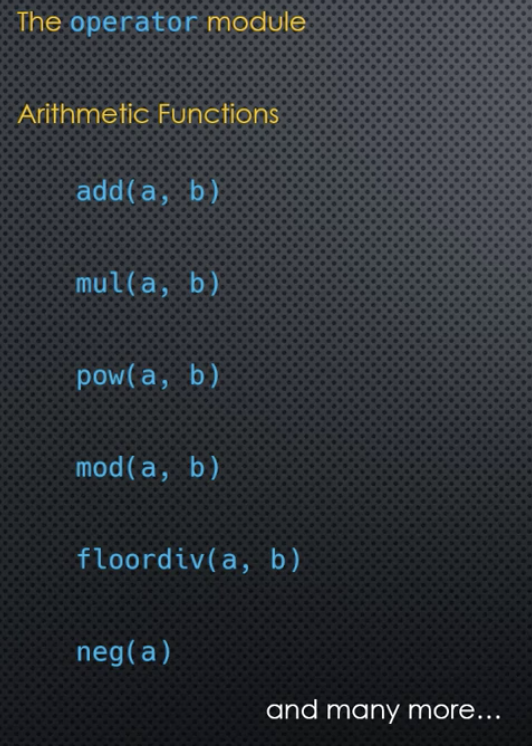 The operator module
Arithmetic Functions
add(a, b)
mul(a, b)
pow(a, b)
mod(a, b)
floordiv(a, b)
neg(a)
and many more...